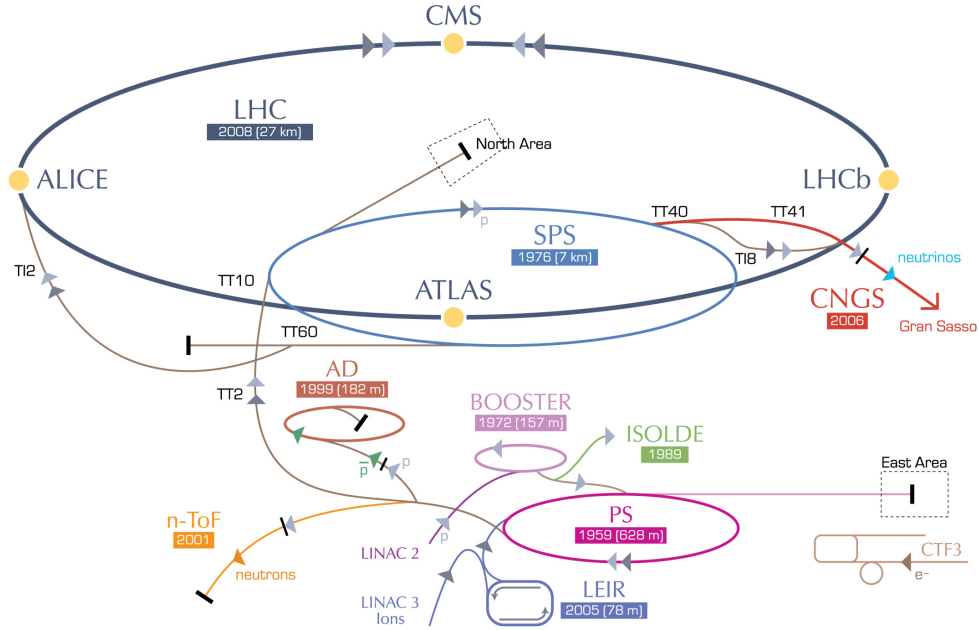 CMS
LHC
2008 (27 km)
North Area
ALICE
LHCb
p
TT40
TT41
SPS
1976 (7 km)
TI8
TI2
TT10
neutrinos
ATLAS
CNGS
2006
Gran Sasso
TT60
AD
1999 (182 m)
TT2
BOOSTER
1972 (157 m)
ISOLDE
1989
p
p̅
East Area
n-ToF
2001
PS
1959 (628 m)
p
LINAC 2
neutrons
CTF3
e-
LEIR
2005 (78 m)
LINAC 3
Ions